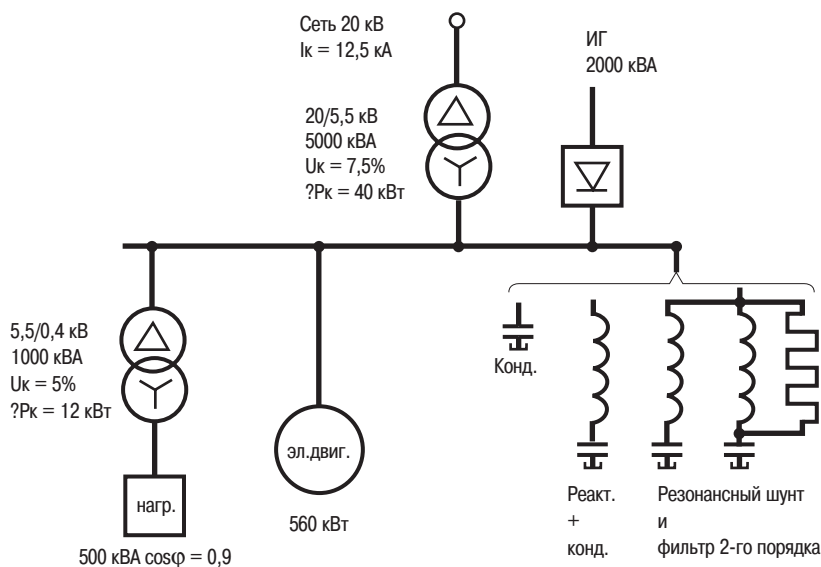 Сеть 20 кВ
Iк = 12,5 кА
ИГ
2000 кВА
20/5,5 кВ
5000 кВА
Uк = 7,5%
?Рк = 40 кВт
5,5/0,4 кВ
1000 кВА
Uк = 5%
?Рк = 12 кВт
Конд.
эл.двиг.
нагр.
560 кВт
500 кВА cosφ = 0,9
Реакт.
+
конд.
Резонансный шунт
и
фильтр 2-го порядка